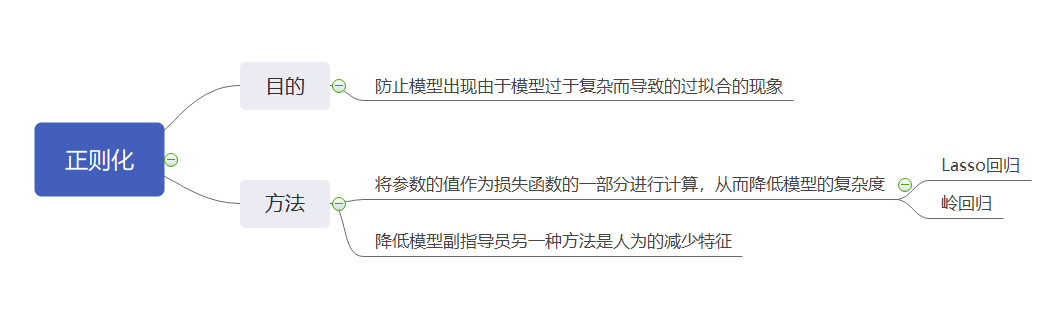 正则化
目的
防止模型出现由于模型过于复杂而导致的过拟合的现象
方法
将参数的值作为损失函数的一部分进行计算，从而降低模型的复杂度
Lasso回归
岭回归
降低模型副指导员另一种方法是人为的减少特征